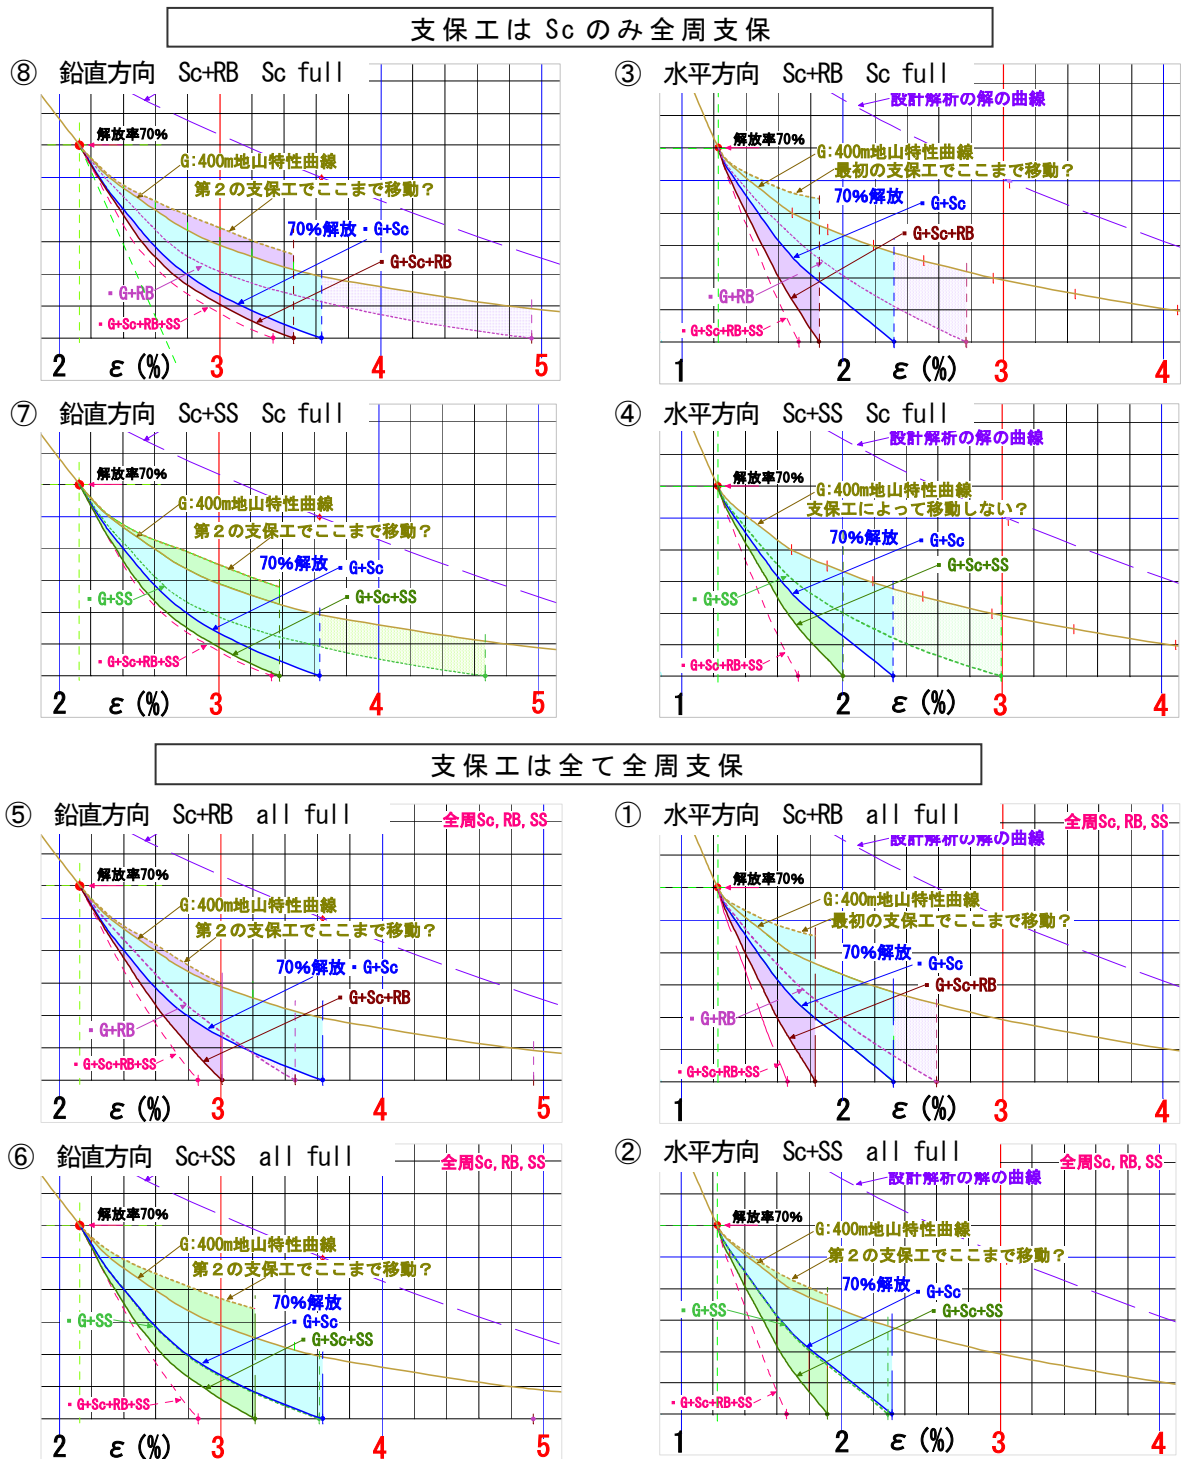 支保工は Sc のみ全周支保
⑧ 鉛直方向 Sc+RB Sc full
解放率70%
G:400m地山特性曲線
第2の支保工でここまで移動？
70%解放・G+Sc
・G+Sc+RB
・G+RB
・G+Sc+RB+SS
2 ε(%) 3 4 5
③ 水平方向 Sc+RB Sc full
設計解析の解の曲線
解放率70%
G:400m地山特性曲線
最初の支保工でここまで移動？
70%解放
・G+Sc
・G+Sc+RB
・G+RB
・G+Sc+RB+SS
1 2 ε(%) 3 4
⑦ 鉛直方向 Sc+SS Sc full
解放率70%
G:400m地山特性曲線
第2の支保工でここまで移動？
70%解放
・G+Sc
・G+Sc+SS
・G+SS
・G+Sc+RB+SS
2 ε(%) 3 4 5
④ 水平方向 Sc+SS Sc full
設計解析の解の曲線
解放率70%
G:400m地山特性曲線
支保工によって移動しない？
70%解放
・G+Sc
・G+Sc+SS
・G+SS
・G+Sc+RB+SS
1 2 ε(%) 3 4
支保工は全て全周支保
⑤ 鉛直方向 Sc+RB all full
全周Sc,RB,SS
解放率70%
G:400m地山特性曲線
第2の支保工でここまで移動？
70%解放・G+Sc
・G+Sc+RB
・G+RB
・G+Sc+RB+SS
2 ε(%) 3 4 5
① 水平方向 Sc+RB all full
全周Sc,RB,SS
設計解析の解の曲線
解放率70%
G:400m地山特性曲線
最初の支保工でここまで移動？
70%解放
・G+Sc
・G+Sc+RB
・G+RB
・G+Sc+RB+SS
1 2 ε(%) 3 4
⑥ 鉛直方向 Sc+SS all full
全周Sc,RB,SS
解放率70%
G:400m地山特性曲線
第2の支保工でここまで移動？
70%解放
・G+Sc
・G+SS
・G+Sc+SS
・G+Sc+RB+SS
2 ε(%) 3 4 5
② 水平方向 Sc+SS all full
全周Sc,RB,SS
設計解析の解の曲線
解放率70%
G:400m地山特性曲線
第2の支保工でここまで移動？
70%解放
・G+Sc
・G+SS
・G+Sc+SS
・G+Sc+RB+SS
1 2 ε(%) 3 4